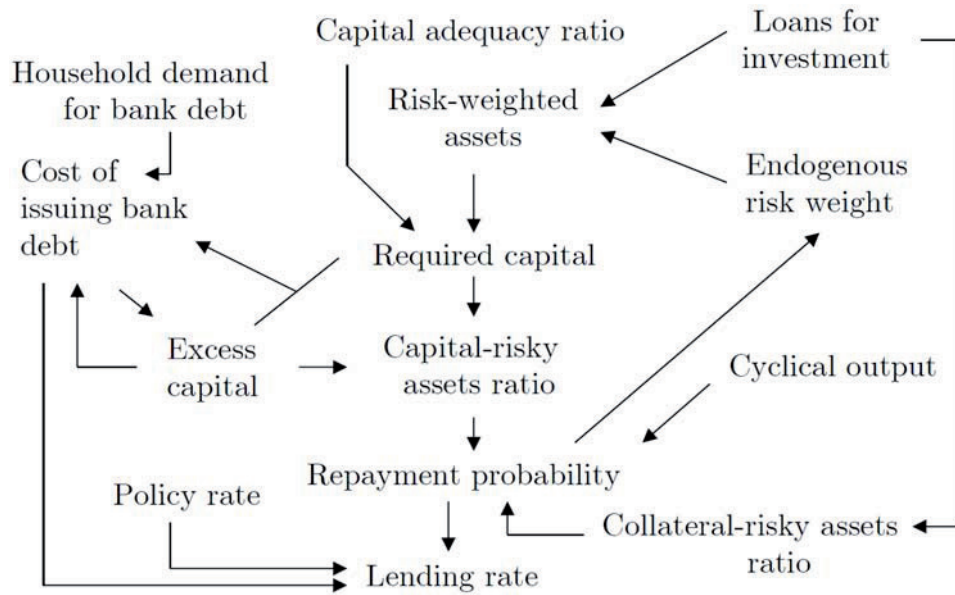 Capital adequacy ratio
Loans for
investment
Household demand
for bank debt
Risk-weighted
assets
Cost of
issuing bank
debt
Endogenous
risk weight
Required capital
Excess
capital
Capital-risky
assets ratio
Cyclical output
Repayment probability
Policy rate
Collateral-risky assets
ratio
Lending rate